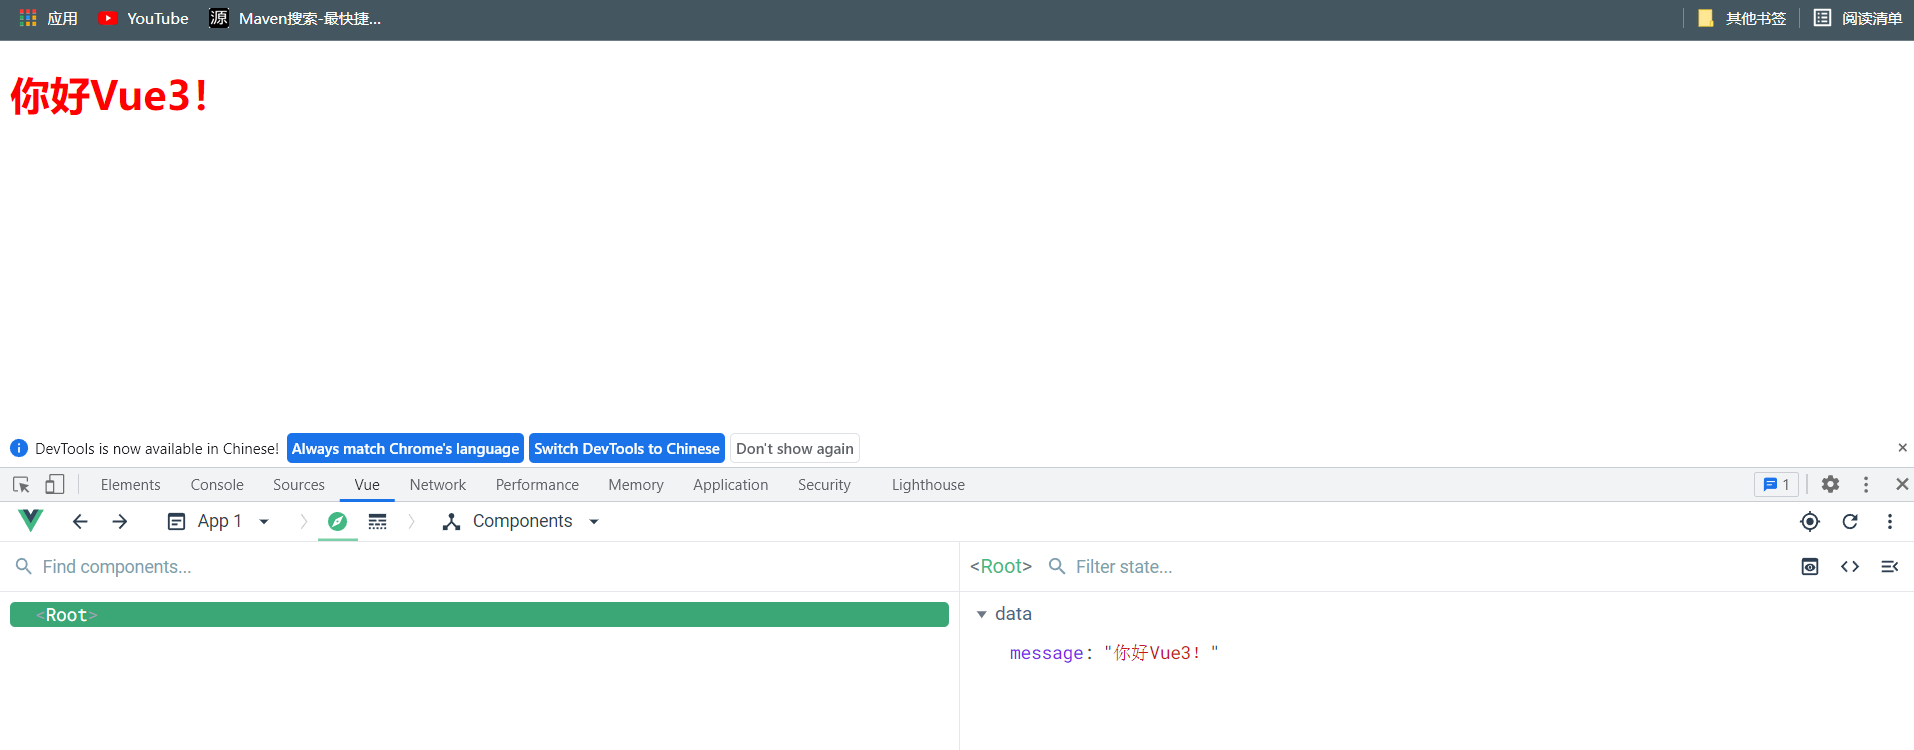 应用 YouTube 源 Maven搜索-最快捷... 其他书签 阅读清单
你好Vue3！
DevTools is now available in Chinese! Always match Chrome's language Switch DevTools to Chinese Don't show again
Elements Console Sources Vue Network Performance Memory Application Security Lighthouse 1
App 1 Components
Find components... <Root> Filter state...
<Root> data
message: "你好Vue3！"